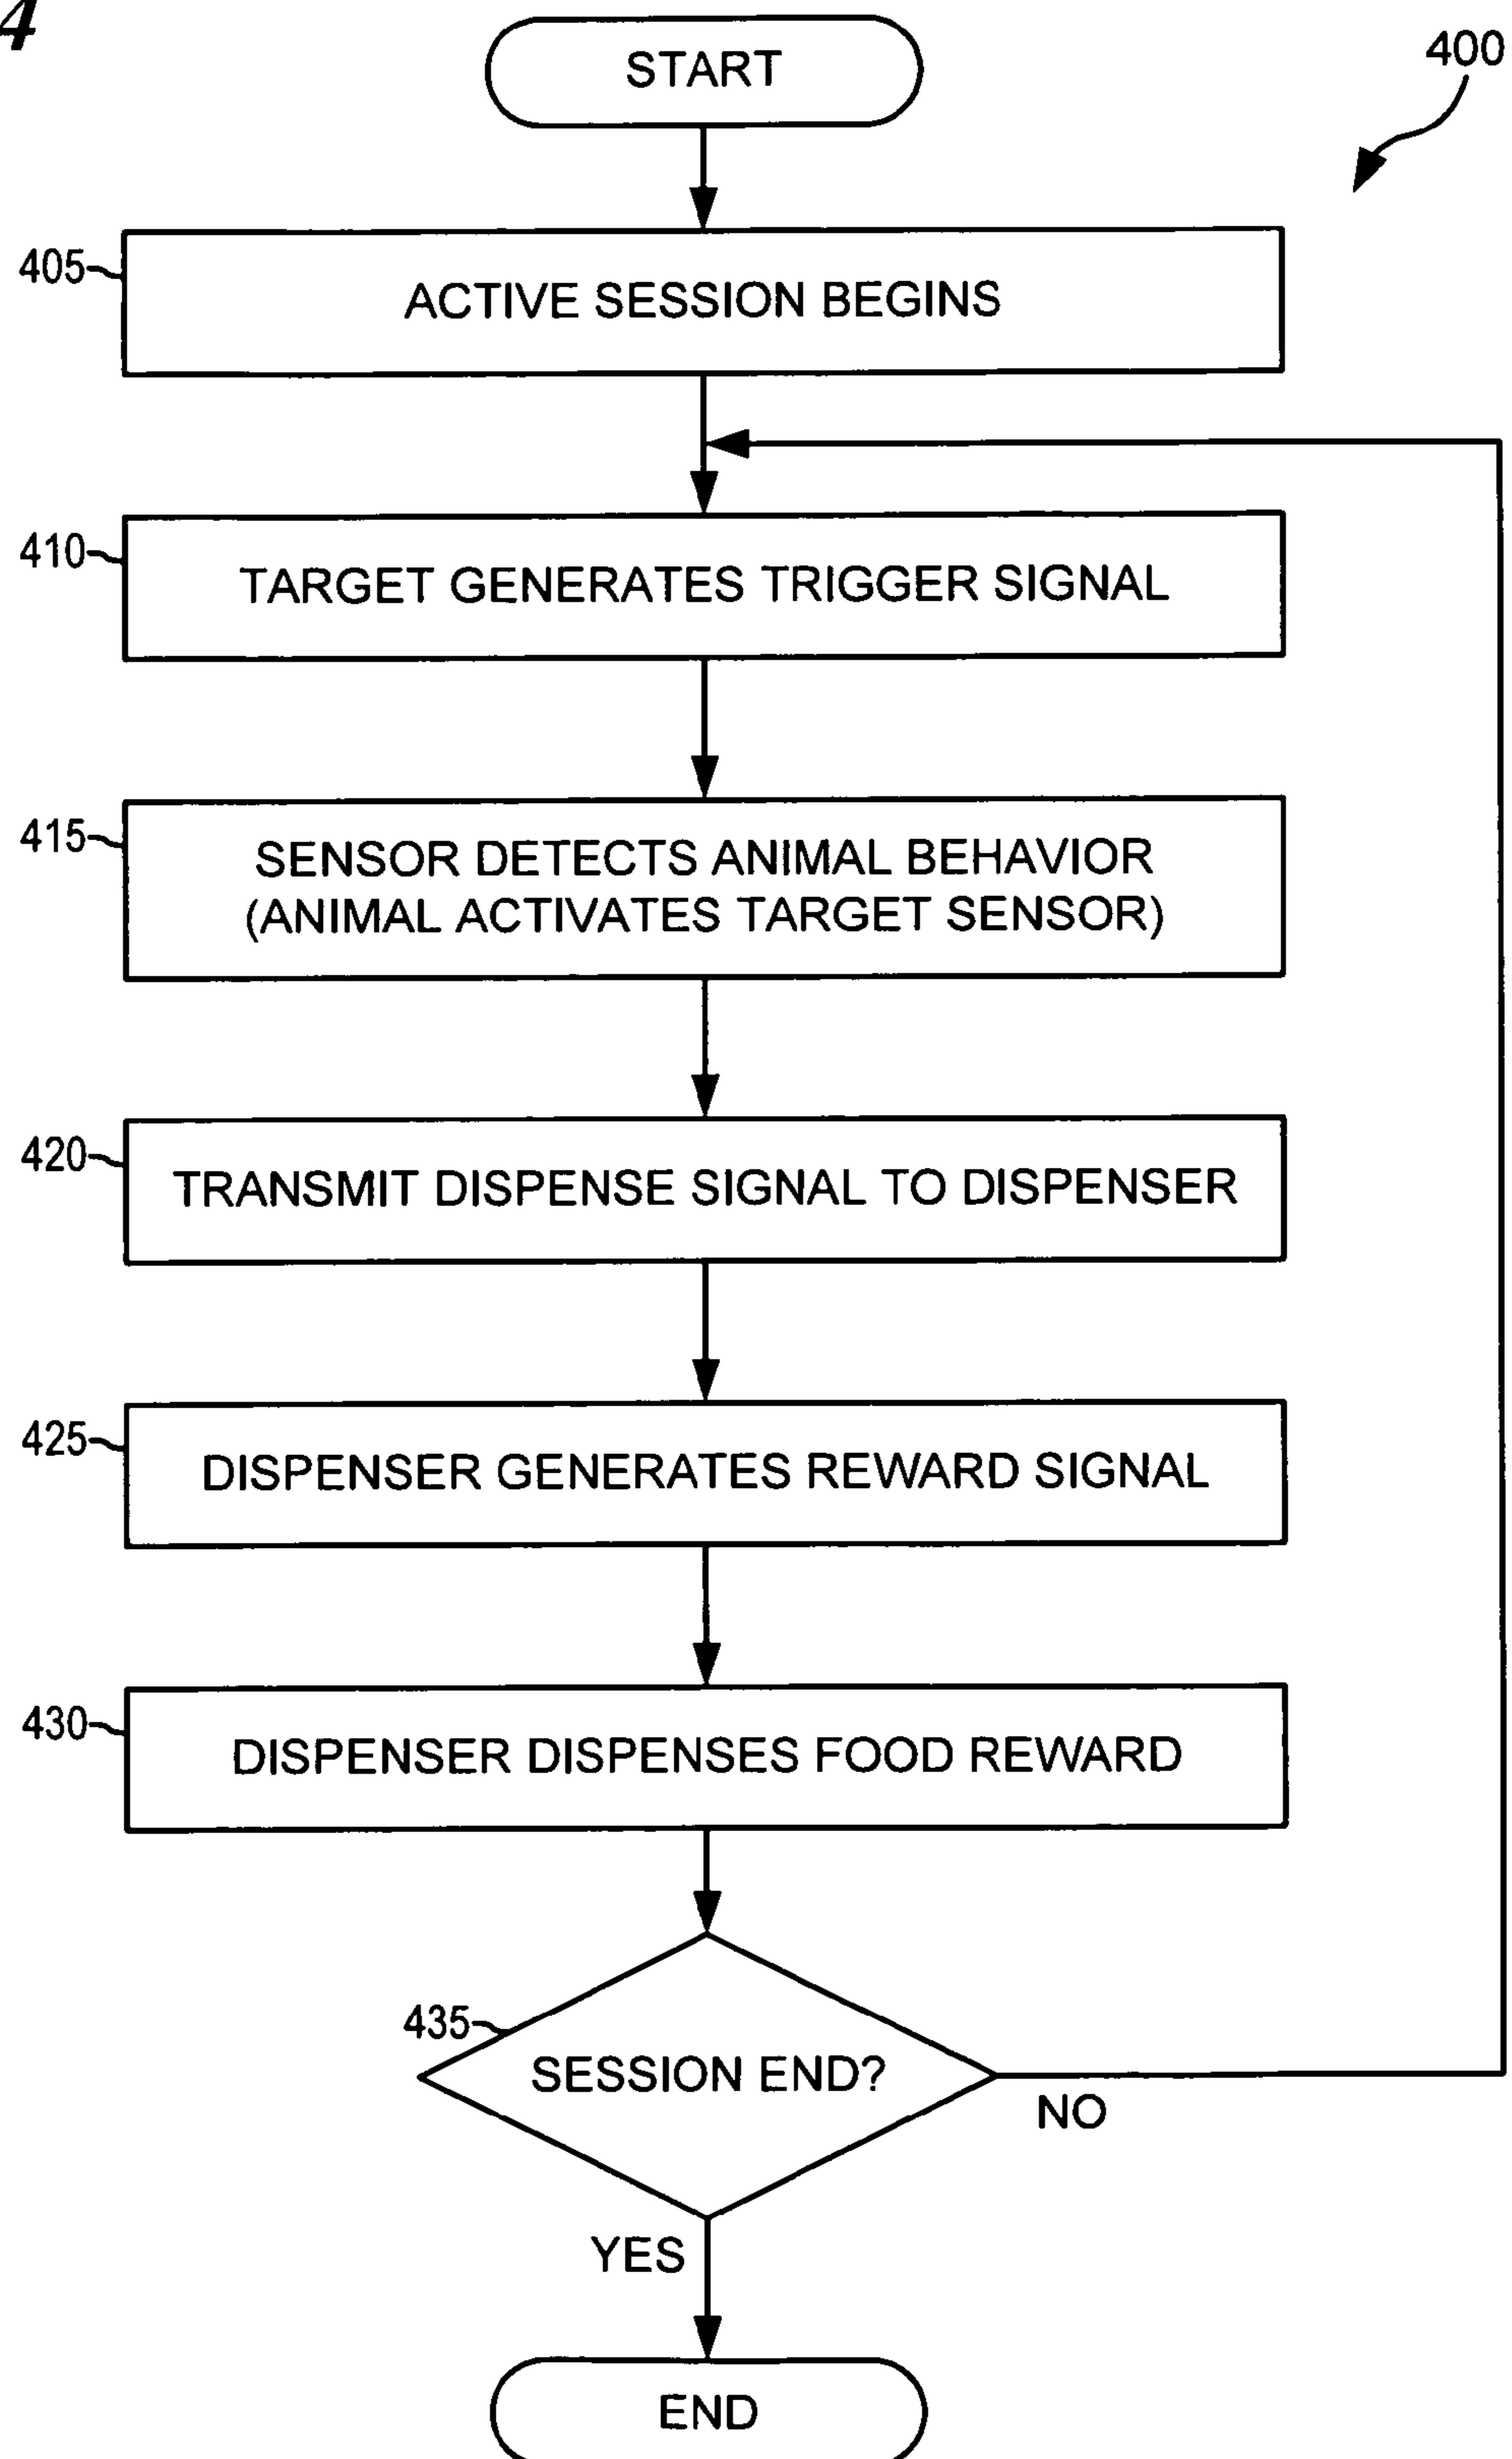 4
START
400
405
ACTIVE SESSION BEGINS
410
TARGET GENERATES TRIGGER SIGNAL
415
SENSOR DETECTS ANIMAL BEHAVIOR
(ANIMAL ACTIVATES TARGET SENSOR)
420
TRANSMIT DISPENSE SIGNAL TO DISPENSER
425
DISPENSER GENERATES REWARD SIGNAL
430
DISPENSER DISPENSES FOOD REWARD
435
SESSION END?
NO
YES
END